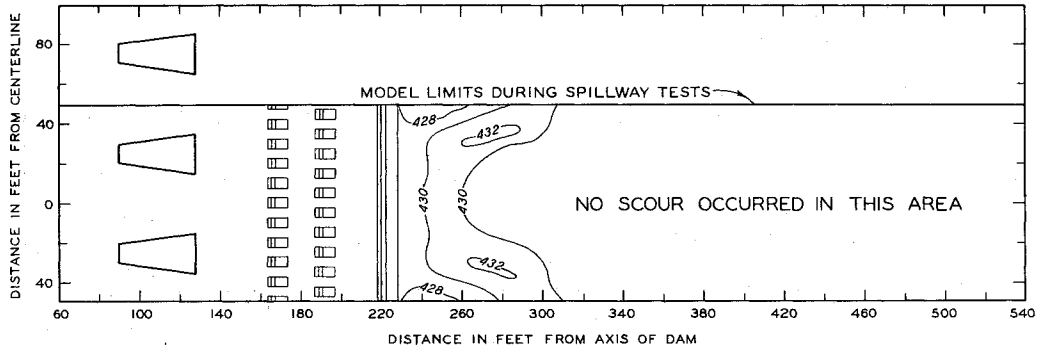 DISTANCE IN FEET FROM CENTERLINE
80
40
0
40
MODEL LIMITS DURING SPILLWAY TESTS
428
432
430
430
432
428
NO SCOUR OCCURRED IN THIS AREA
60 100 140 180 220 260 300 340 380 420 460 500 540
DISTANCE IN FEET FROM AXIS OF DAM